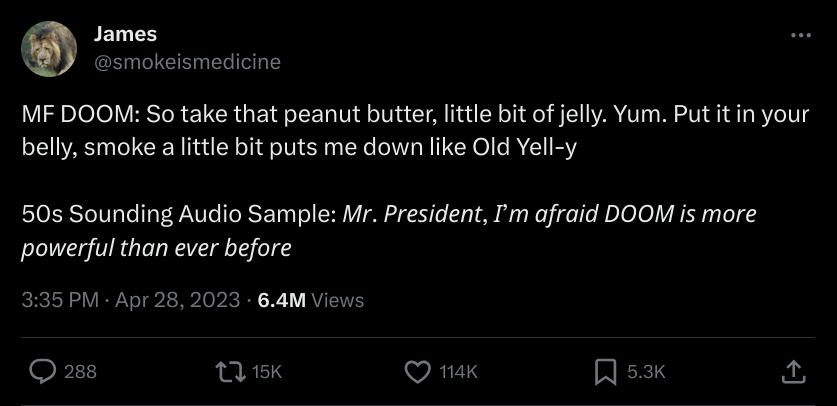 James
@smokeismedicine
MF DOOM: So take that peanut butter, little bit of jelly. Yum. Put it in your
belly, smoke a little bit puts me down like Old Yell-y
50s Sounding Audio Sample: Mr. President, I'm afraid DOOM is more
powerful than ever before
3:35 PM · Apr 28, 2023 · 6.4M Views
288 15K 114K 5.3K